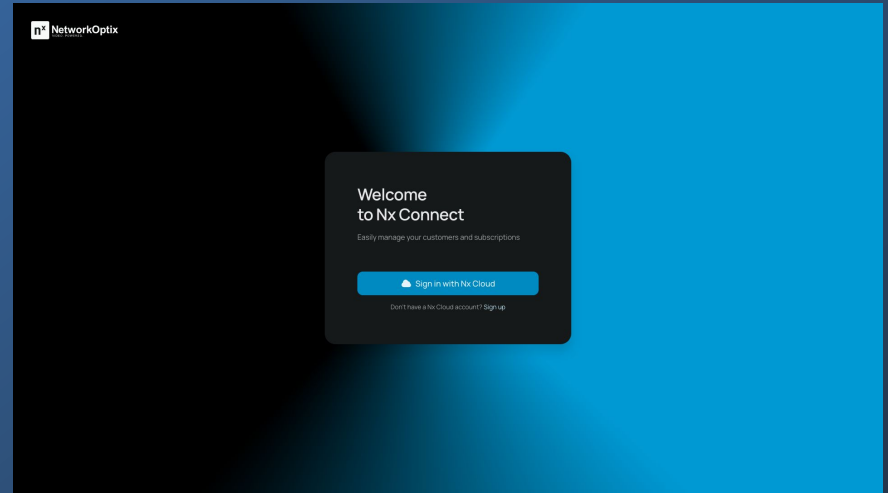 nx NetworkOptix
Welcome
to Nx Connect
Easily manage your customers and subscriptions
Sign in with Nx Cloud
Don't have a Nx Cloud account? Sign up